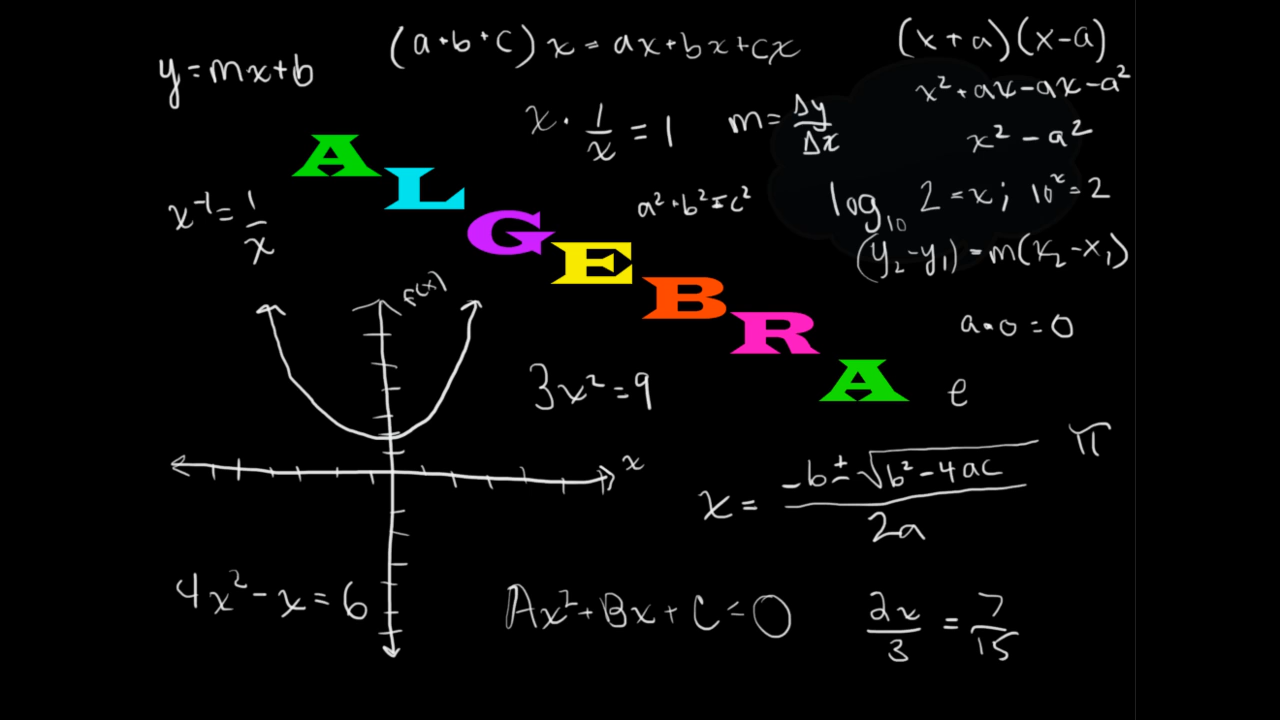 y = mx + b
(a + b + c) x = ax + bx + cx
(x + a)(x - a)
x² + ax - ax - a²
x² - a²
x · 1/x = 1
m = Δy/Δx
ALGEBRA
x⁻¹ = 1/x
a² + b² = c²
log₁₀ 2 = x; 10ˣ = 2
(y₂ - y₁) = m(x₂ - x₁)
f(x)
a · 0 = 0
3x² = 9
e
π
x
x = -b ± √b² - 4ac / 2a
4x² - x = 6
Ax² + Bx + C = 0
2x/3 = 7/15